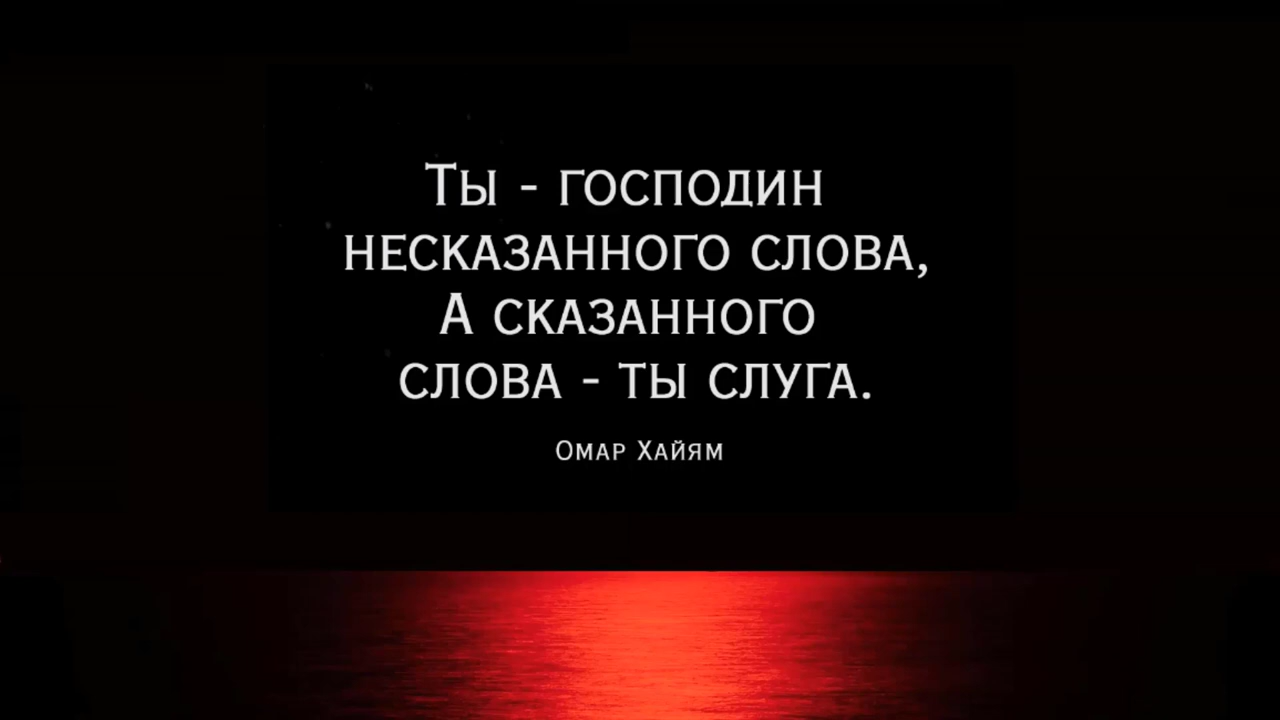 Ты - господин
несказанного слова,
А сказанного
слова - ты слуга.
Омар Хайям